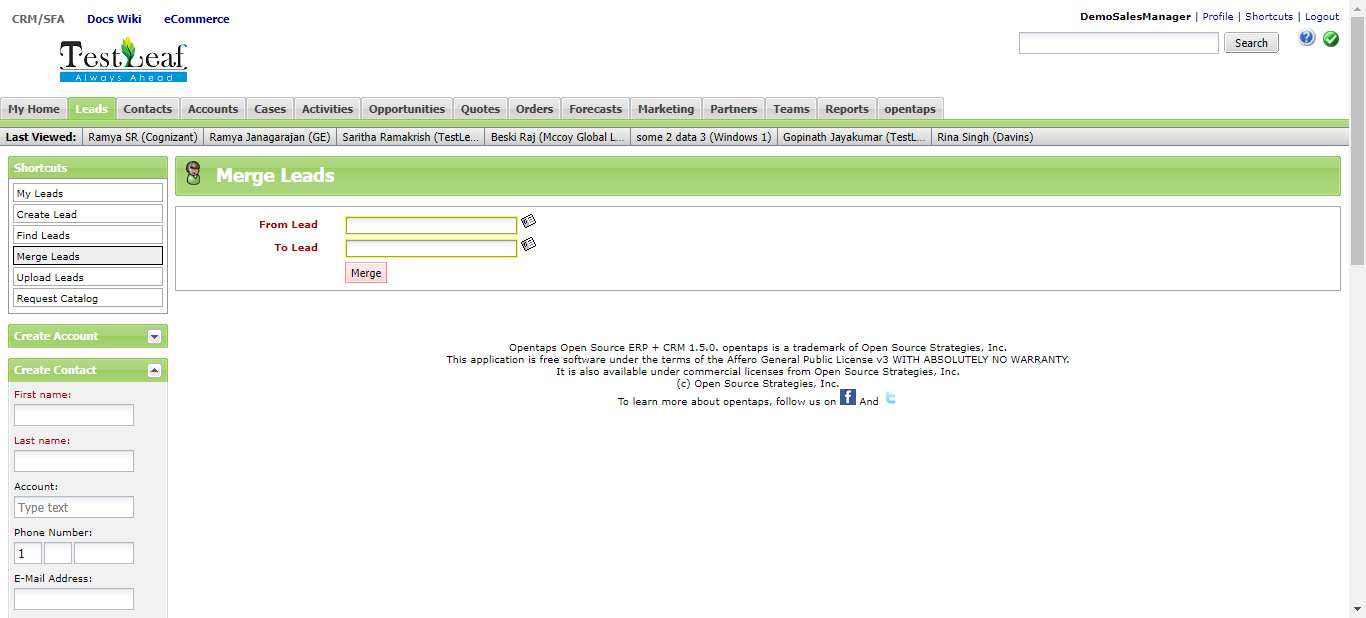 CRM/SFA Docs Wiki eCommerce
DemoSalesManager | Profile | Shortcuts | Logout
Search
TestLeaf
Always Ahead
My Home Leads Contacts Accounts Cases Activities Opportunities Quotes Orders Forecasts Marketing Partners Teams Reports opentaps
Last Viewed: Ramya SR (Cognizant) Ramya Janagarajan (GE) Saritha Ramakrish (TestLe... Beski Raj (Mccoy Global L... some 2 data 3 (Windows 1) Gopinath Jayakumar (TestL... Rina Singh (Davins)
Shortcuts
My Leads
Create Lead
Find Leads
Merge Leads
Upload Leads
Request Catalog
Create Account
Create Contact
First name:
Last name:
Account:
Type text
Phone Number:
1
E-Mail Address:
Merge Leads
From Lead
To Lead
Merge
Opentaps Open Source ERP + CRM 1.5.0. opentaps is a trademark of Open Source Strategies, Inc.
This application is free software under the terms of the Affero General Public License v3 WITH ABSOLUTELY NO WARRANTY.
It is also available under commercial licenses from Open Source Strategies, Inc.
(c) Open Source Strategies, Inc.
To learn more about opentaps, follow us on f And t